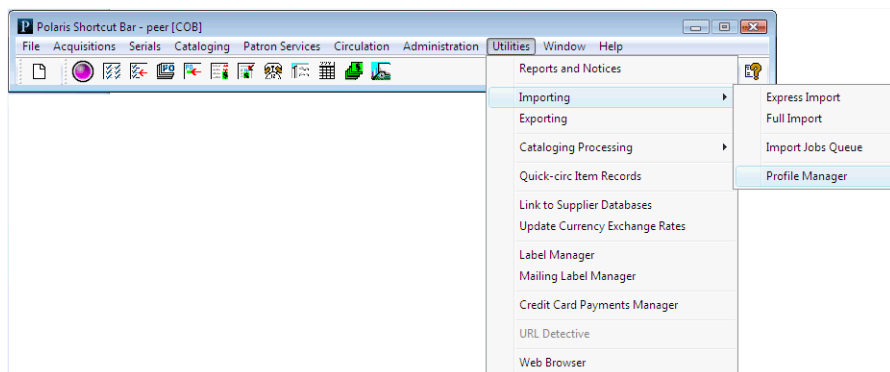 P Polaris Shortcut Bar - peer [COB]
File Acquisitions Serials Cataloging Patron Services Circulation Administration Utilities Window Help
PO
Reports and Notices
Importing
Express Import
Exporting
Full Import
Cataloging Processing
Import Jobs Queue
Quick-circ Item Records
Profile Manager
Link to Supplier Databases
Update Currency Exchange Rates
Label Manager
Mailing Label Manager
Credit Card Payments Manager
URL Detective
Web Browser